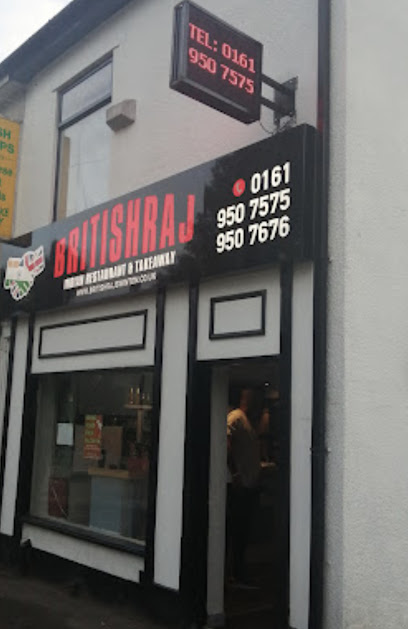 TEL: 0161
950 7575
BRITISHRAJ
INDIAN RESTAURANT & TAKEAWAY
0161
950 7575
950 7676